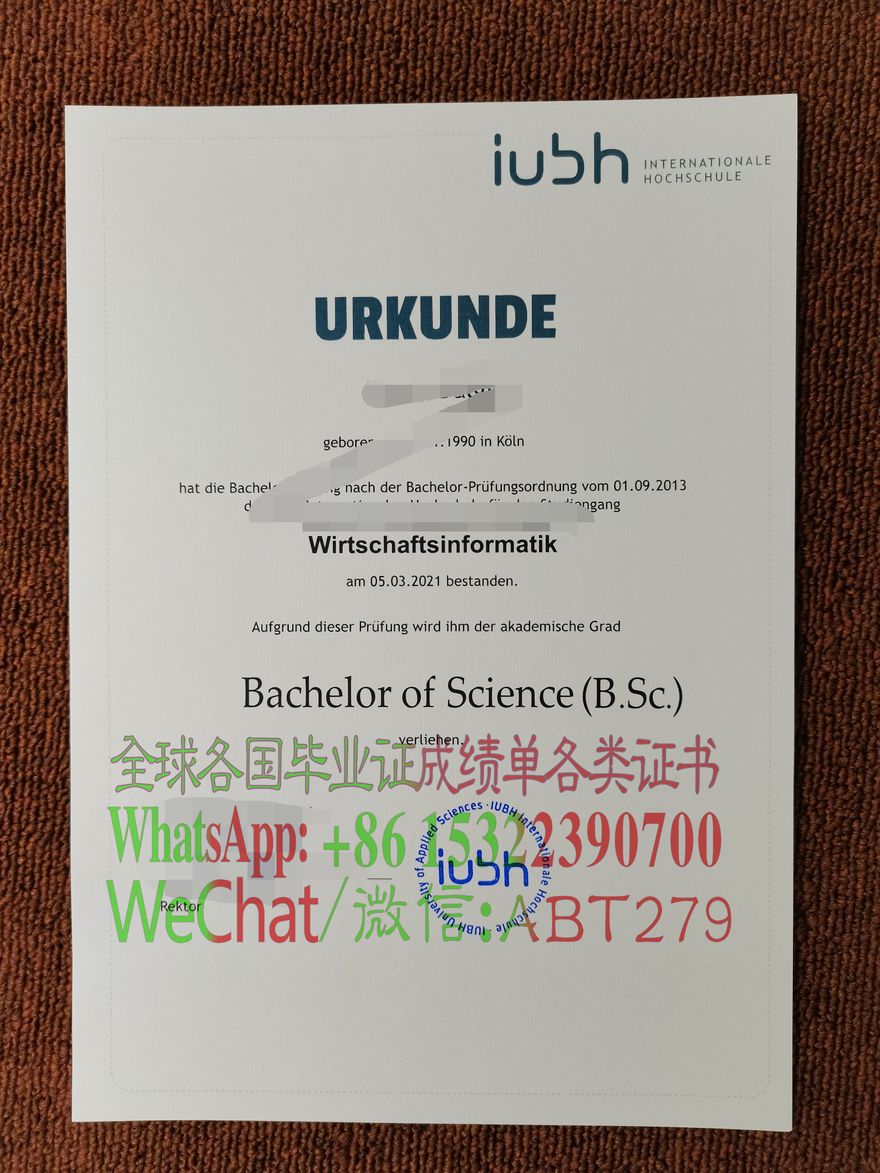 iubh INTERNATIONALE
HOCHSCHULE
URKUNDE
1990 in Köln
hat die nach der Bachelor-Prüfungsordnung vom 01.09.2013
Wirtschaftsinformatik
am 05.03.2021 bestanden.
Aufgrund dieser Prüfung wird ihm der akademische Grad
Bachelor of Science (B.Sc.)
verliehen.
全球各国毕业证成绩单各类证书
WhatsApp: +86 15322390700
IUBH University of Applied Sciences · IUBH Internationale Hochschule ·
iubh
Rektor
WeChat/微信:ABT279